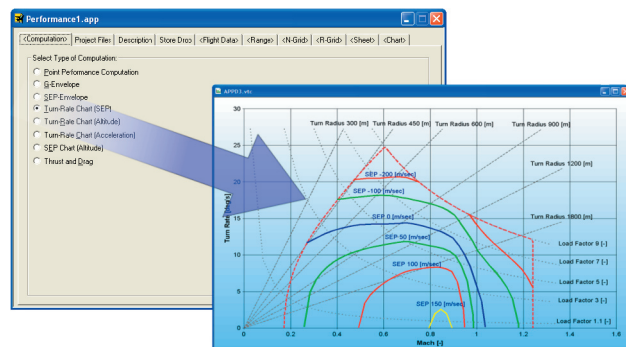 Performance1.app
<Computation> Project Files Description Store Drop <Flight Data> <Range> <N-Grid> <R-Grid> <Sheet> <Chart>
Select Type of Computation:
Point Performance Computation
G-Envelope
SEP-Envelope
Turn-Rate Chart (SEP)
Turn-Rate Chart (Altitude)
Turn-Rate Chart (Acceleration)
SEP Chart (Altitude)
Thrust and Drag
30
Turn Radius 300 [m] Turn Radius 450 [m] Turn Radius 600 [m] Turn Radius 900 [m]
25
Turn Radius 1200 [m]
20
SEP -200 [m/sec]
SEP -100 [m/sec]
Turn Rate [deg/s]
15
SEP 0 [m/sec]
Turn Radius 1800 [m]
SEP 50 [m/sec]
Load Factor 9 [-]
10
SEP 100 [m/sec]
Load Factor 7 [-]
Load Factor 5 [-]
5
SEP 150 [m/sec]
Load Factor 3 [-]
Load Factor 1.1 [-]
0
0 0.2 0.4 0.6 0.8 1 1.2 1.4 1.6
Mach [-]